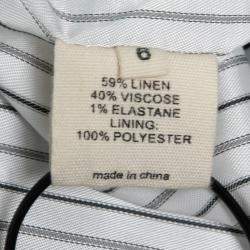 6
59% LINEN
40% VISCOSE
1% ELASTANE
LINING:
100% POLYESTER
made in china